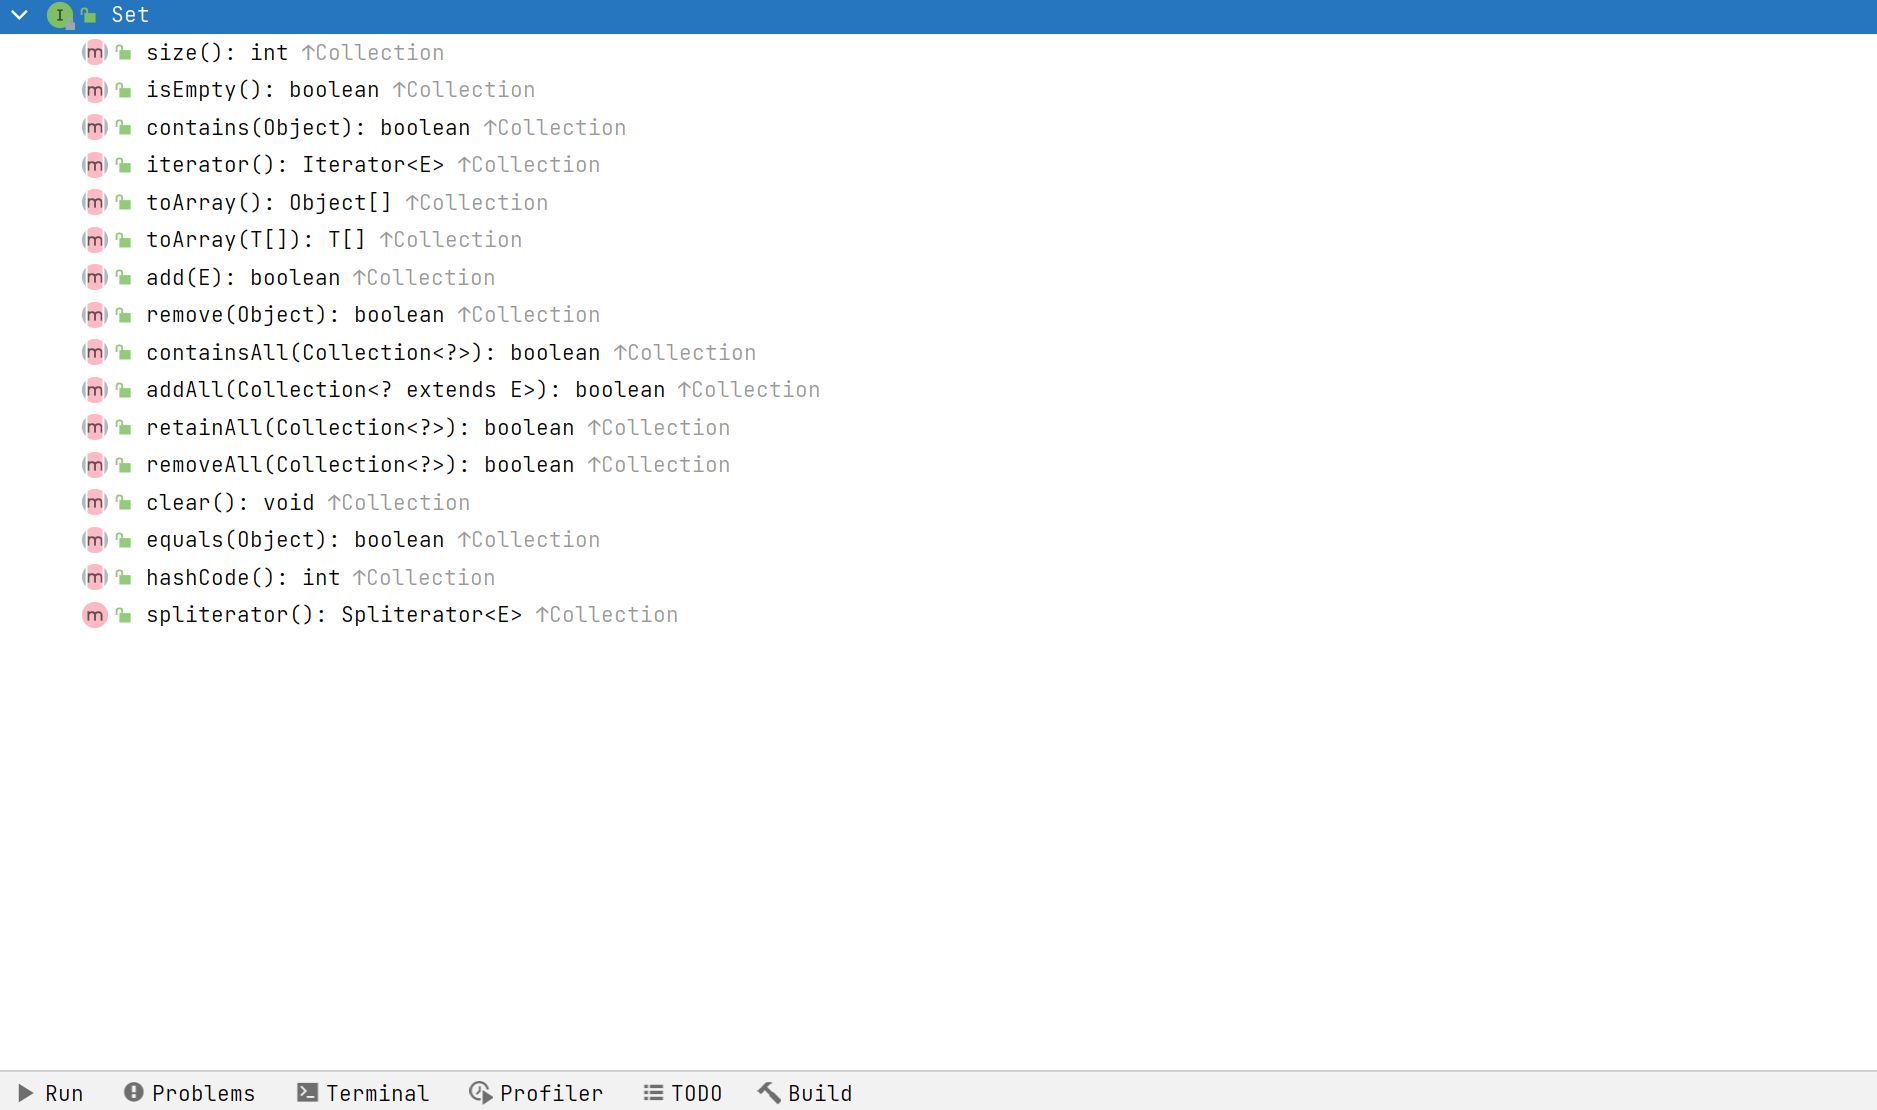 Set
size(): int ↑Collection
isEmpty(): boolean ↑Collection
contains(Object): boolean ↑Collection
iterator(): Iterator<E> ↑Collection
toArray(): Object[] ↑Collection
toArray(T[]): T[] ↑Collection
add(E): boolean ↑Collection
remove(Object): boolean ↑Collection
containsAll(Collection<?>): boolean ↑Collection
addAll(Collection<? extends E>): boolean ↑Collection
retainAll(Collection<?>): boolean ↑Collection
removeAll(Collection<?>): boolean ↑Collection
clear(): void ↑Collection
equals(Object): boolean ↑Collection
hashCode(): int ↑Collection
spliterator(): Spliterator<E> ↑Collection
Run Problems Terminal Profiler TODO Build